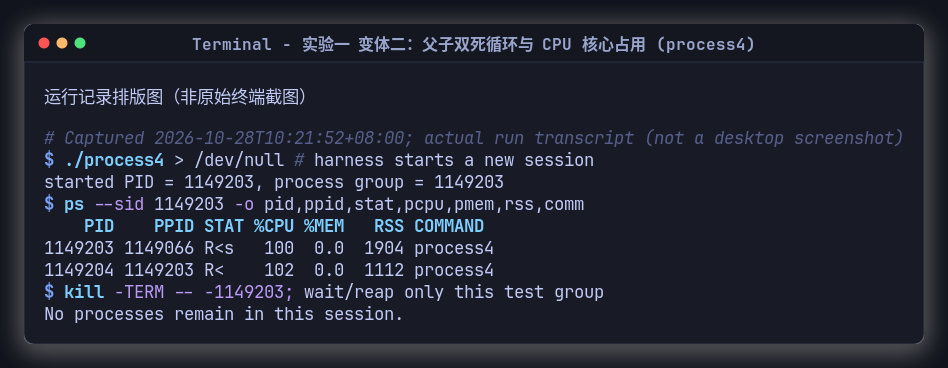 Terminal - 实验一 变体二：父子双死循环与 CPU 核心占用 (process4)
运行记录排版图（非原始终端截图）
# Captured 2026-10-28T10:21:52+08:00; actual run transcript (not a desktop screenshot)
$ ./process4 > /dev/null # harness starts a new session
started PID = 1149203, process group = 1149203
$ ps --sid 1149203 -o pid,ppid,stat,pcpu,pmem,rss,comm
    PID    PPID STAT %CPU %MEM   RSS COMMAND
1149203 1149066 R<s   100  0.0  1904 process4
1149204 1149203 R<    102  0.0  1112 process4
$ kill -TERM -- -1149203; wait/reap only this test group
No processes remain in this session.